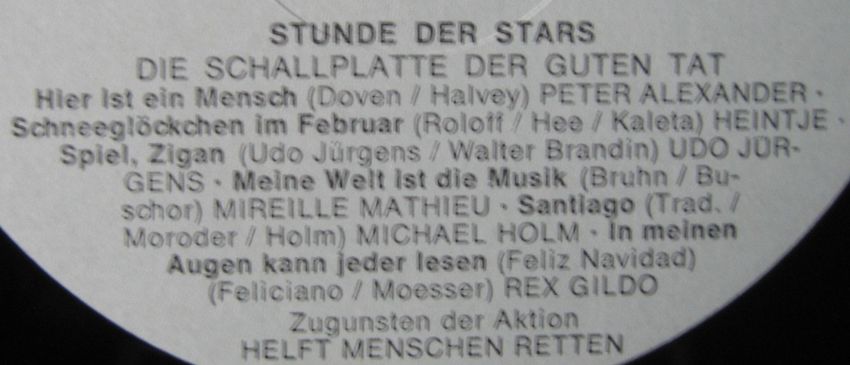 STUNDE DER STARS
DIE SCHALLPLATTE DER GUTEN TAT
Hier ist ein Mensch (Doven / Halvey) PETER ALEXANDER ·
Schneeglöckchen im Februar (Roloff / Hee / Kaleta) HEINTJE ·
Spiel, Zigan (Udo Jürgens / Walter Brandin) UDO JÜR-
GENS · Meine Welt ist die Musik (Bruhn / Bu-
schor) MIREILLE MATHIEU · Santiago (Trad. /
Moroder / Holm) MICHAEL HOLM · In meinen
Augen kann jeder lesen (Feliz Navidad)
(Feliciano / Moesser) REX GILDO
Zugunsten der Aktion
HELFT MENSCHEN RETTEN